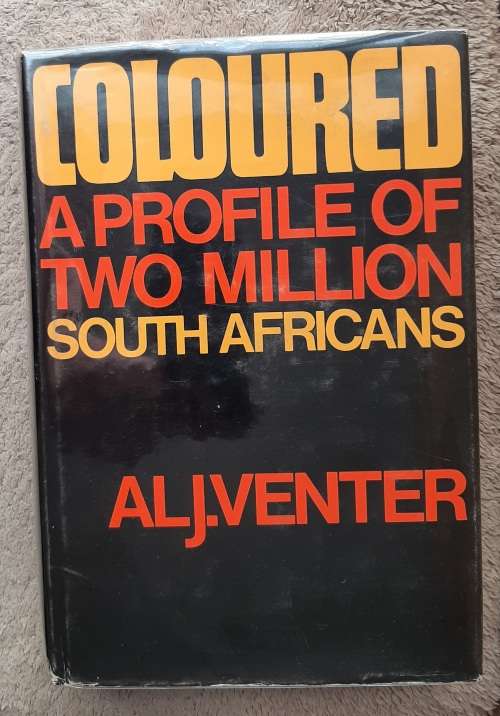 COLOURED
A PROFILE OF
TWO MILLION
SOUTH AFRICANS
AL J. VENTER